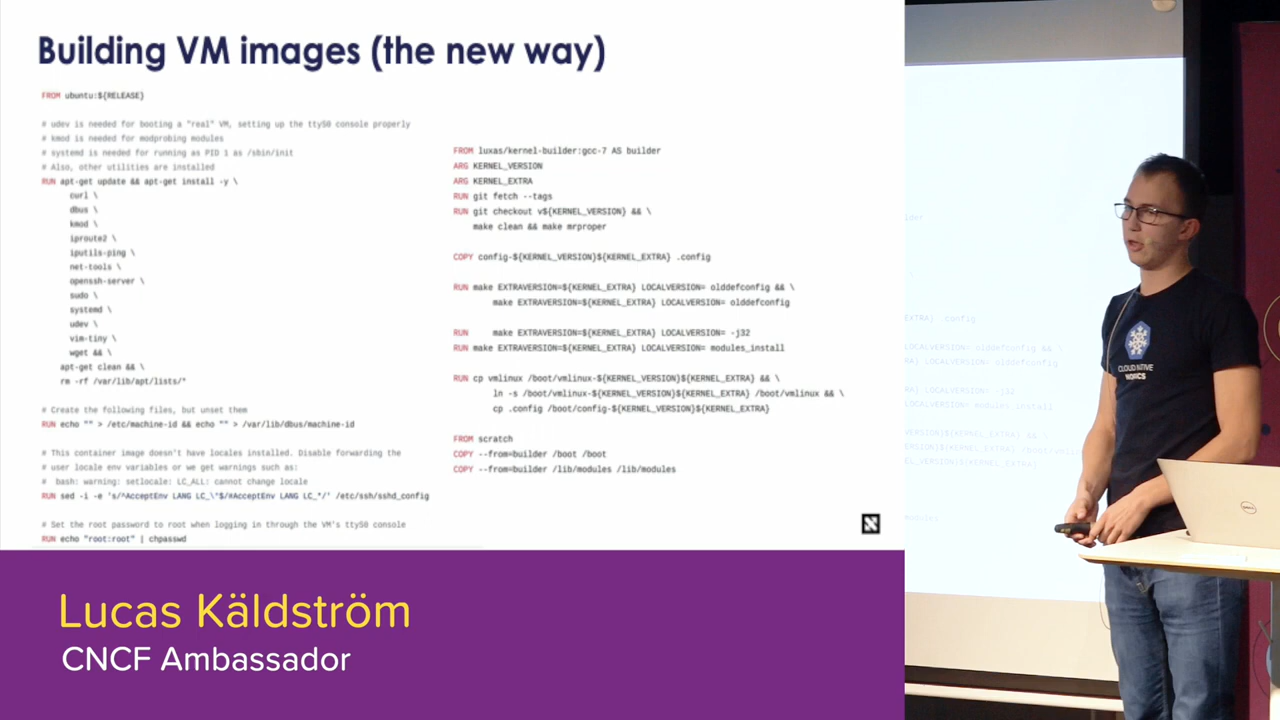 Building VM images (the new way)
FROM ubuntu:${RELEASE}
# udev is needed for booting a "real" VM, setting up the ttyS0 console properly
# kmod is needed for modprobing modules
# systemd is needed for running as PID 1 as /sbin/init
# Also, other utilities are installed
RUN apt-get update && apt-get install -y \
curl \
dbus \
kmod \
iproute2 \
iputils-ping \
net-tools \
openssh-server \
sudo \
systemd \
udev \
vim-tiny \
wget && \
apt-get clean && \
rm -rf /var/lib/apt/lists/*
# Create the following files, but unset them
RUN echo "" > /etc/machine-id && echo "" > /var/lib/dbus/machine-id
# This container image doesn't have locales installed. Disable forwarding the
# user locale env variables or we get warnings such as:
#  bash: warning: setlocale: LC_ALL: cannot change locale
RUN sed -i -e 's/^AcceptEnv LANG LC_\*$/#AcceptEnv LANG LC_*/' /etc/ssh/sshd_config
# Set the root password to root when logging in through the VM's ttyS0 console
RUN echo "root:root" | chpasswd
FROM luxas/kernel-builder:gcc-7 AS builder
ARG KERNEL_VERSION
ARG KERNEL_EXTRA
RUN git fetch --tags
RUN git checkout v${KERNEL_VERSION} && \
make clean && make mrproper
COPY config-${KERNEL_VERSION}${KERNEL_EXTRA} .config
RUN make EXTRAVERSION=${KERNEL_EXTRA} LOCALVERSION= olddefconfig && \
make EXTRAVERSION=${KERNEL_EXTRA} LOCALVERSION= olddefconfig
RUN make EXTRAVERSION=${KERNEL_EXTRA} LOCALVERSION= -j32
RUN make EXTRAVERSION=${KERNEL_EXTRA} LOCALVERSION= modules_install
RUN cp vmlinux /boot/vmlinux-${KERNEL_VERSION}${KERNEL_EXTRA} && \
ln -s /boot/vmlinux-${KERNEL_VERSION}${KERNEL_EXTRA} /boot/vmlinux && \
cp .config /boot/config-${KERNEL_VERSION}${KERNEL_EXTRA}
FROM scratch
COPY --from=builder /boot /boot
COPY --from=builder /lib/modules /lib/modules
Lucas Käldström
CNCF Ambassador
CLOUD NATIVE
NORDICS
DELL